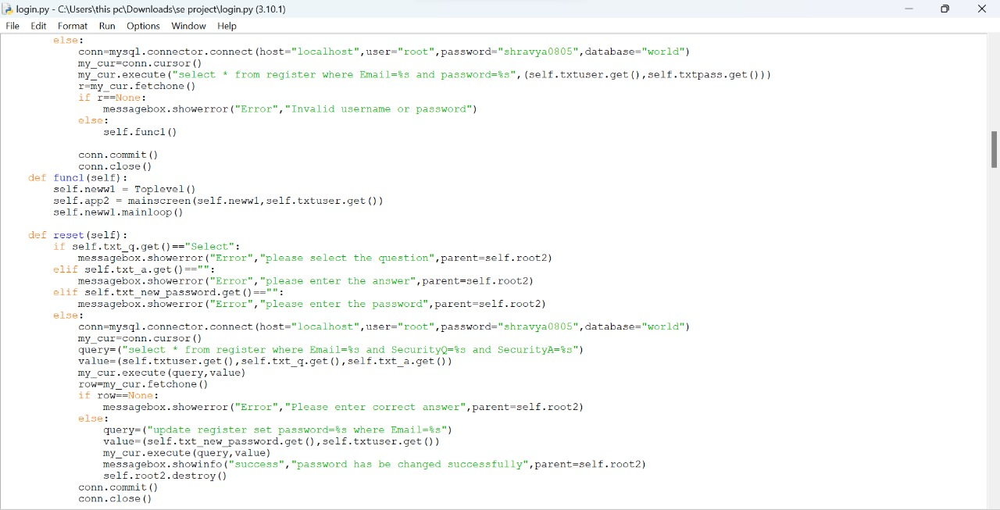 login.py - C:\Users\this pc\Downloads\se project\login.py (3.10.1)
File Edit Format Run Options Window Help
else:
conn=mysql.connector.connect(host="localhost",user="root",password="shravya0805",database="world")
my_cur=conn.cursor()
my_cur.execute("select * from register where Email=%s and password=%s",(self.txtuser.get(),self.txtpass.get()))
r=my_cur.fetchone()
if r==None:
messagebox.showerror("Error","Invalid username or password")
else:
self.func1()
conn.commit()
conn.close()
def func1(self):
self.neww1 = Toplevel()
self.app2 = mainscreen(self.neww1,self.txtuser.get())
self.neww1.mainloop()
def reset(self):
if self.txt_q.get()=="Select":
messagebox.showerror("Error","please select the question",parent=self.root2)
elif self.txt_a.get()=="":
messagebox.showerror("Error","please enter the answer",parent=self.root2)
elif self.txt_new_password.get()=="":
messagebox.showerror("Error","please enter the password",parent=self.root2)
else:
conn=mysql.connector.connect(host="localhost",user="root",password="shravya0805",database="world")
my_cur=conn.cursor()
query=("select * from register where Email=%s and SecurityQ=%s and SecurityA=%s")
value=(self.txtuser.get(),self.txt_q.get(),self.txt_a.get())
my_cur.execute(query,value)
row=my_cur.fetchone()
if row==None:
messagebox.showerror("Error","Please enter correct answer",parent=self.root2)
else:
query=("update register set password=%s where Email=%s")
value=(self.txt_new_password.get(),self.txtuser.get())
my_cur.execute(query,value)
messagebox.showinfo("success","password has be changed successfully",parent=self.root2)
self.root2.destroy()
conn.commit()
conn.close()